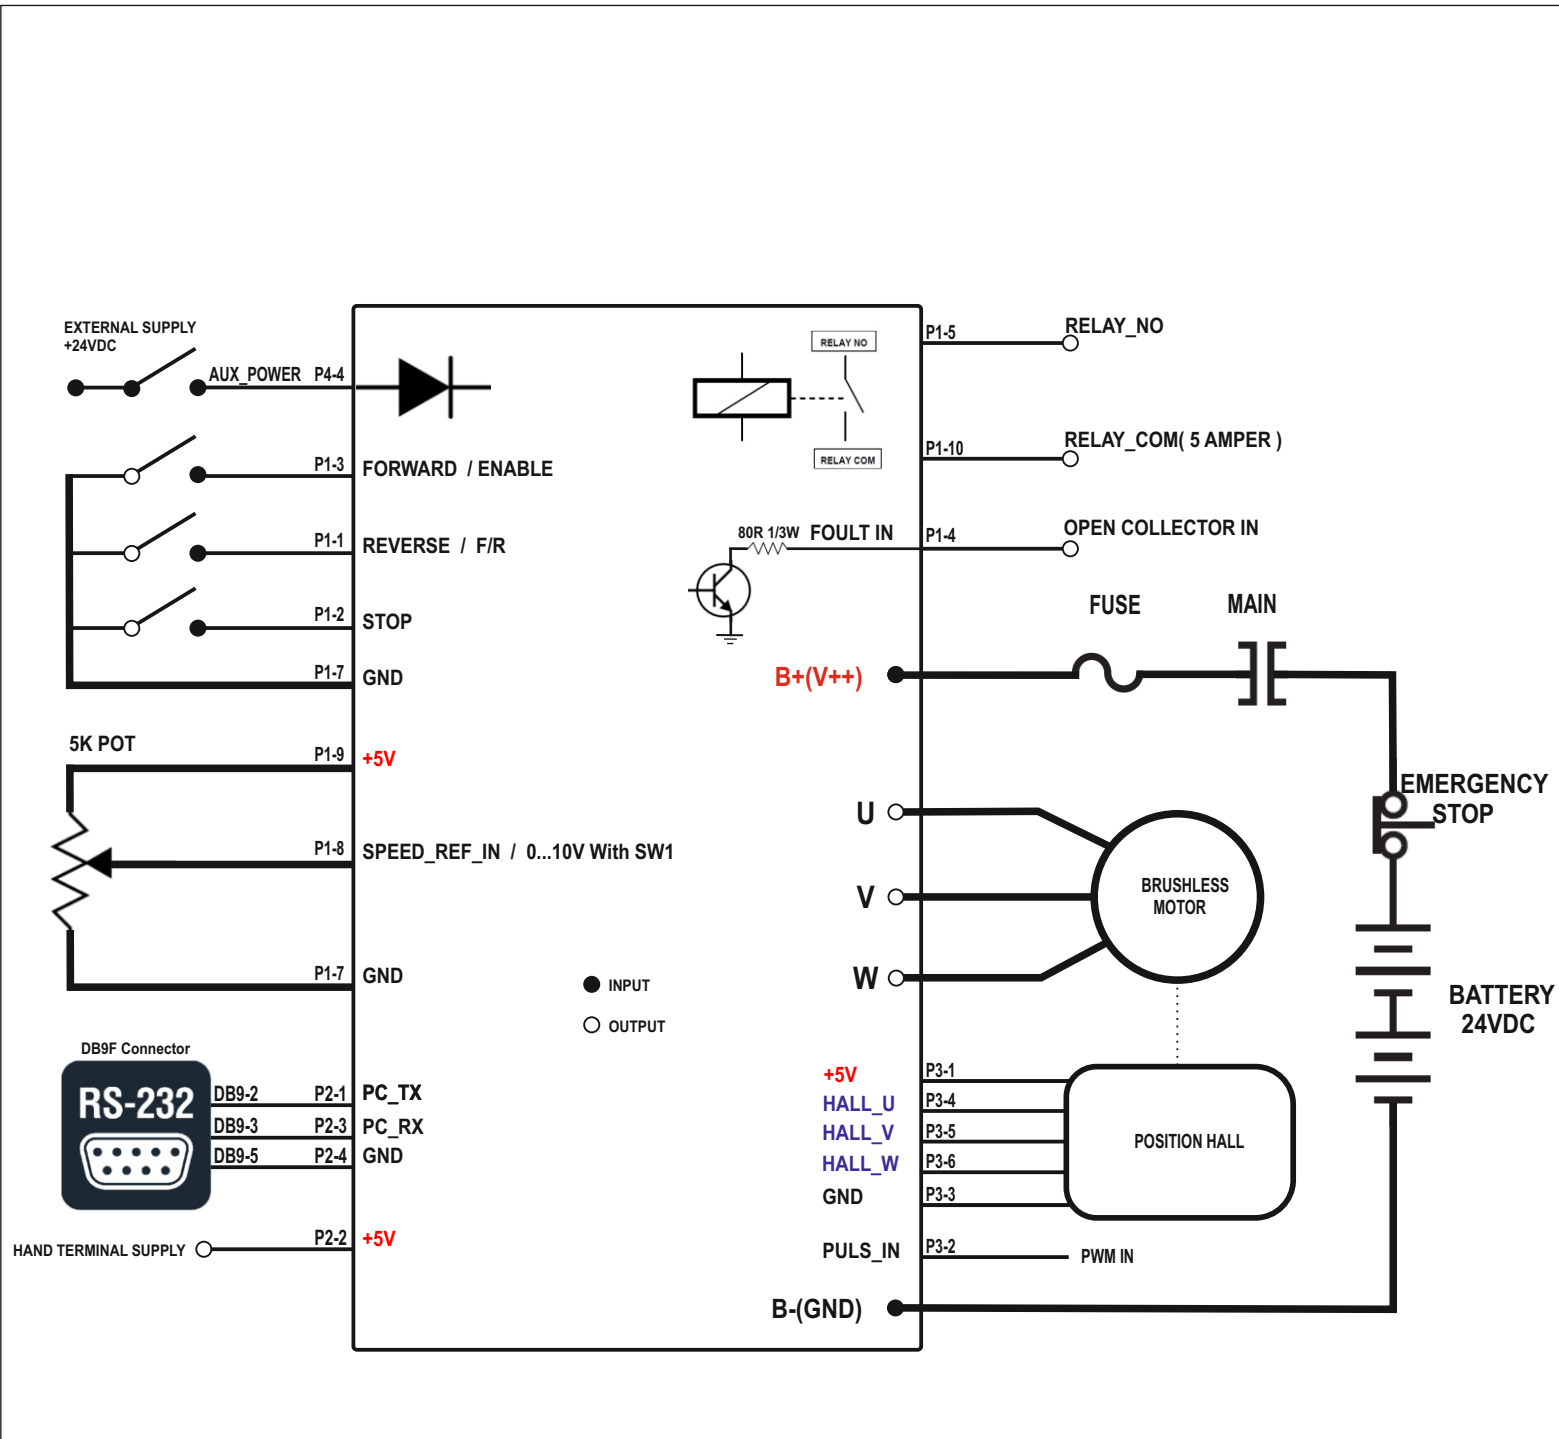 EXTERNAL SUPPLY
+24VDC
AUX_POWER P4-4
P1-3 FORWARD / ENABLE
P1-1 REVERSE / F/R
P1-2 STOP
P1-7 GND
5K POT
P1-9 +5V
P1-8 SPEED_REF_IN / 0...10V With SW1
P1-7 GND
DB9F Connector
RS-232
DB9-2 P2-1 PC_TX
DB9-3 P2-3 PC_RX
DB9-5 P2-4 GND
HAND TERMINAL SUPPLY P2-2 +5V
RELAY NO
RELAY COM
P1-5 RELAY_NO
P1-10 RELAY_COM( 5 AMPER )
80R 1/3W FOULT IN P1-4 OPEN COLLECTOR IN
FUSE MAIN
B+(V++)
EMERGENCY
STOP
U
V
W
BRUSHLESS
MOTOR
INPUT
OUTPUT
BATTERY
24VDC
+5V P3-1
HALL_U P3-4
HALL_V P3-5
HALL_W P3-6
GND P3-3
POSITION HALL
PULS_IN P3-2 PWM IN
B-(GND)